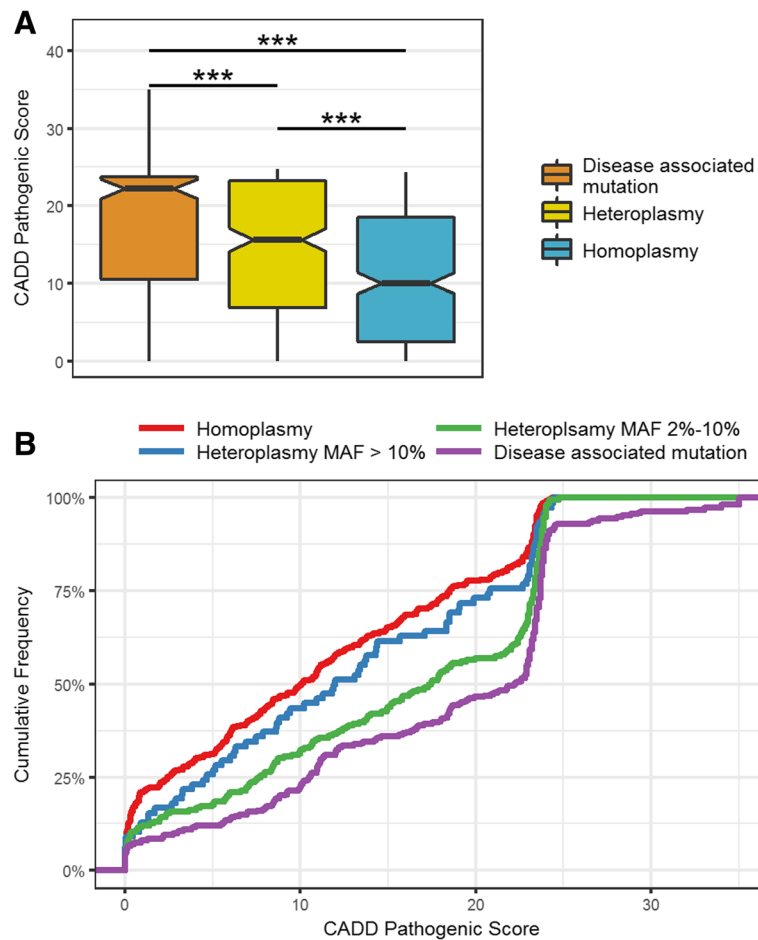 A
CADD Pathogenic Score
40
30
20
10
0
***
***
***
Disease associated
mutation
Heteroplasmy
Homoplasmy
B
Homoplasmy
Heteroplsamy MAF 2%-10%
Heteroplasmy MAF > 10%
Disease associated mutation
Cumulative Frequency
100%
75%
50%
25%
0%
0
10
20
30
CADD Pathogenic Score